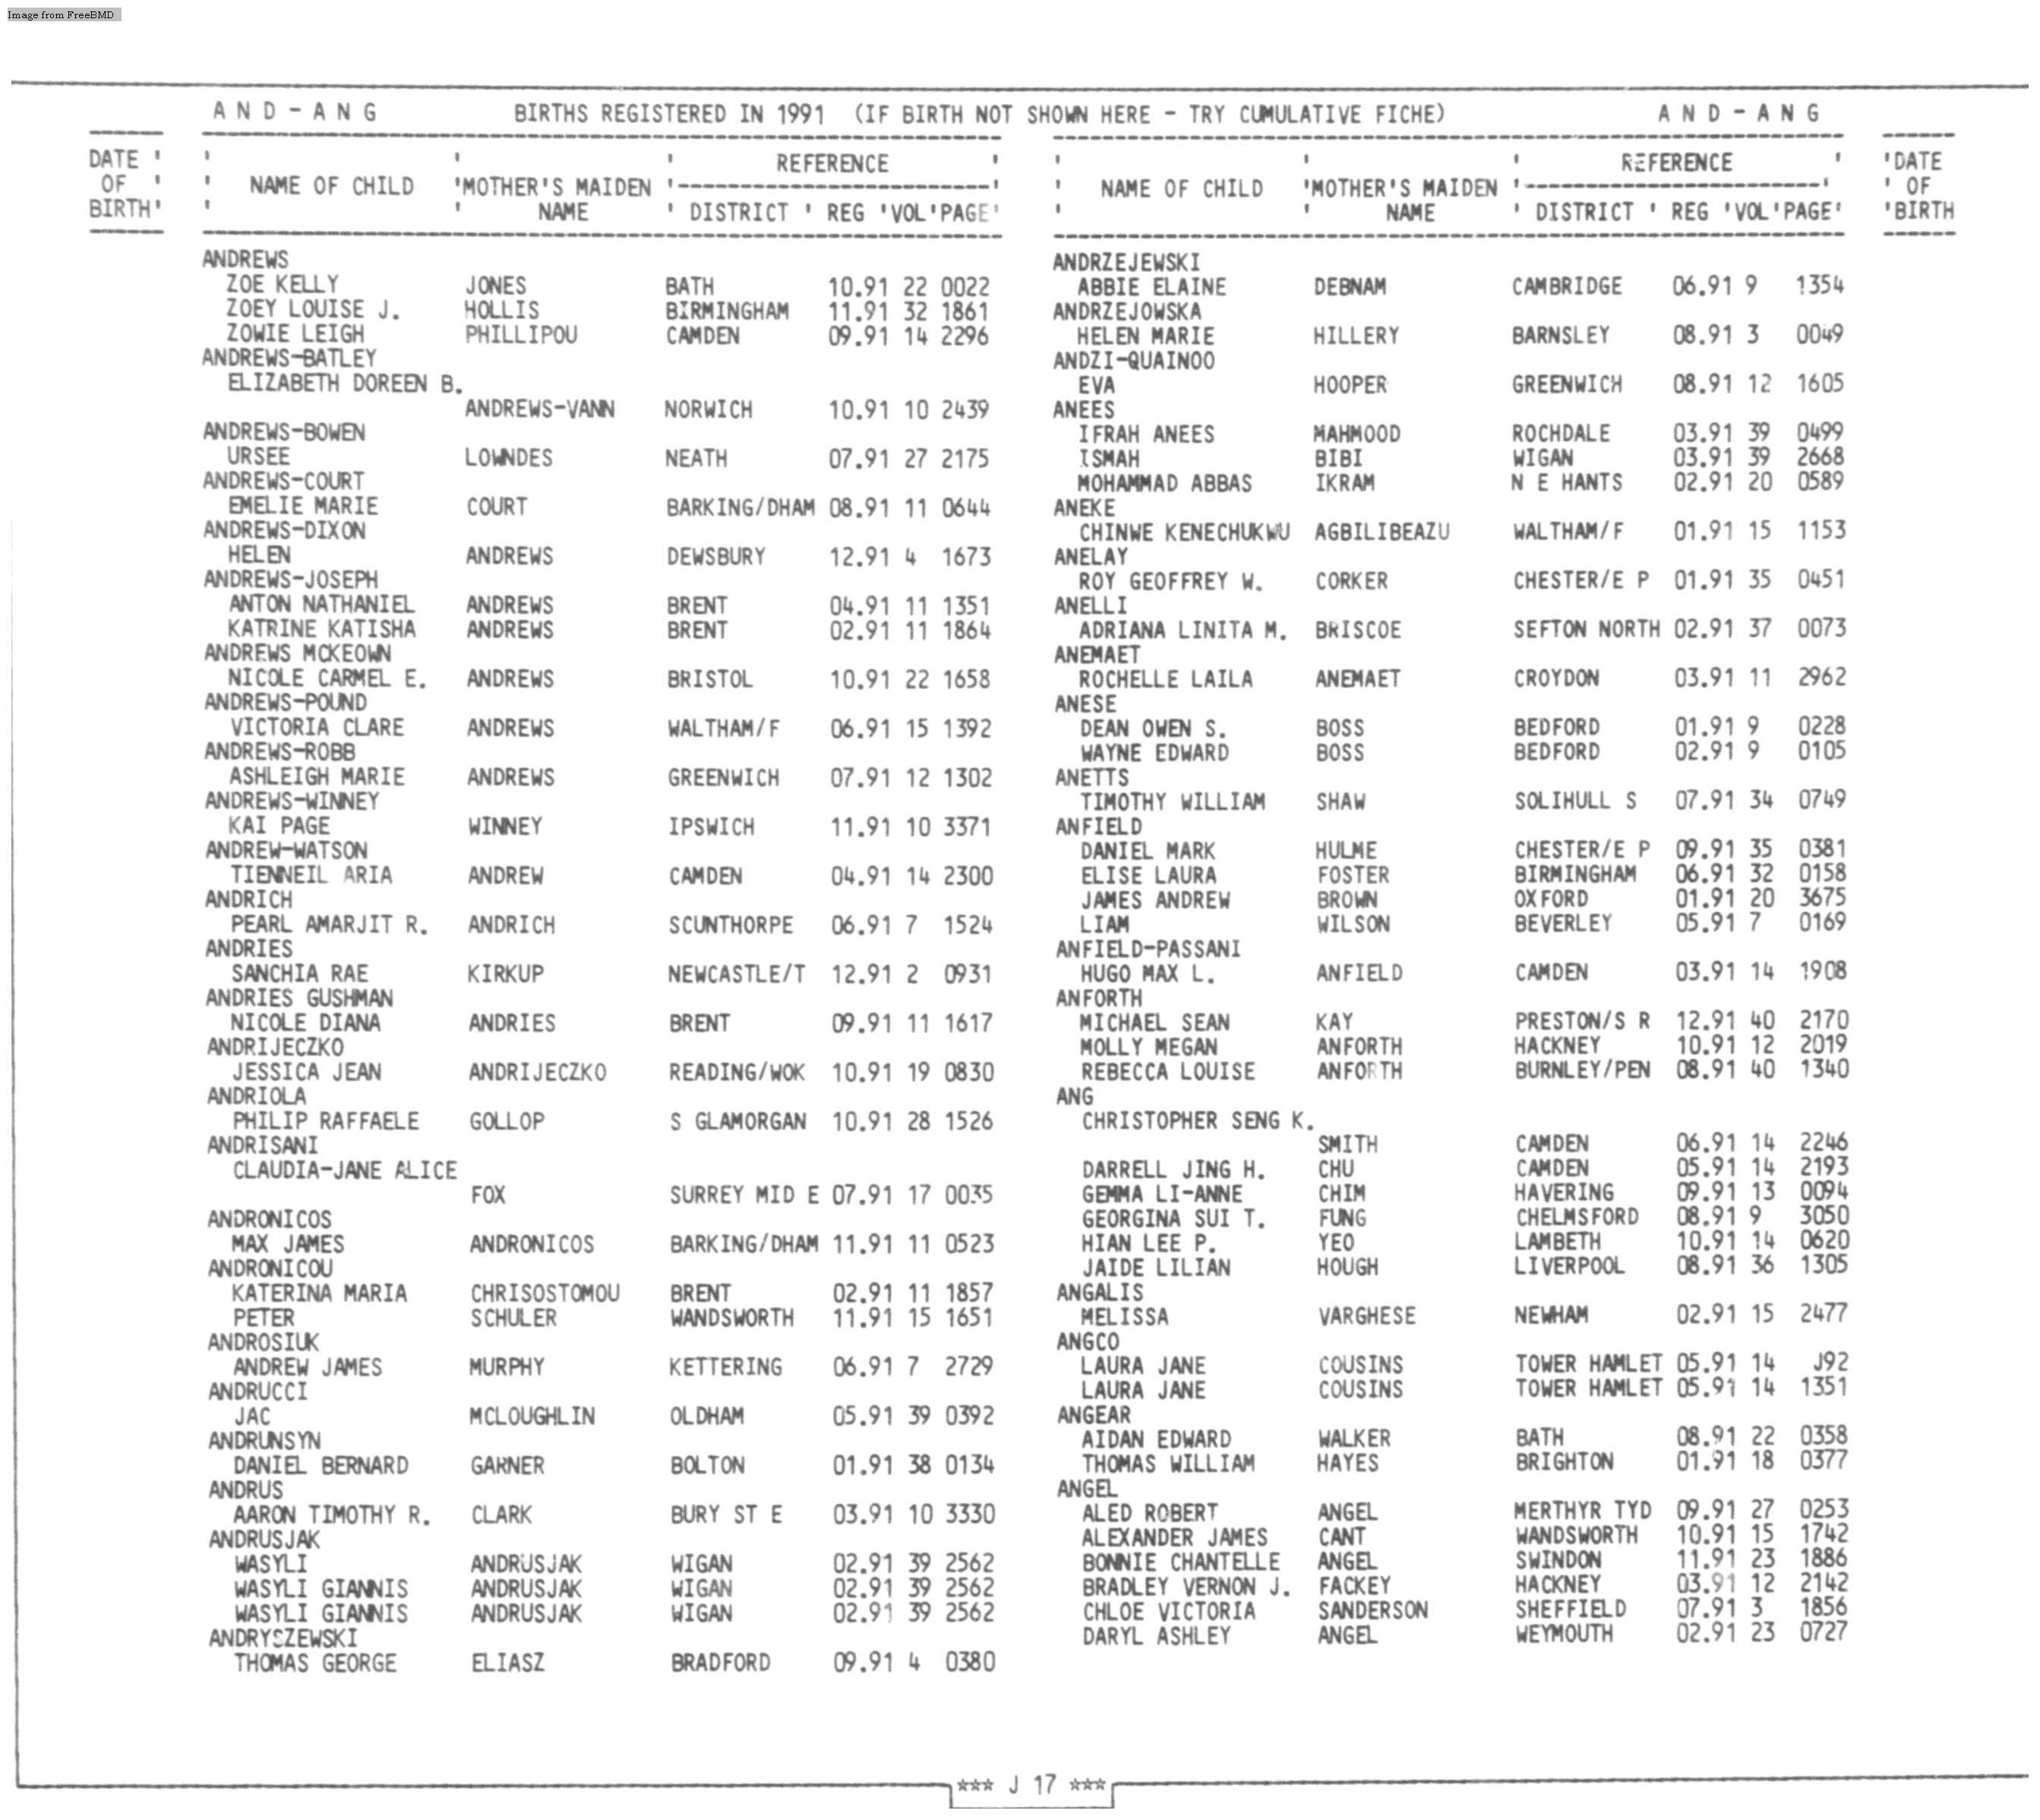 Image from FreeBMD
A N D - A N G BIRTHS REGISTERED IN 1991 (IF BIRTH NOT SHOWN HERE - TRY CUMULATIVE FICHE) A N D - A N G
DATE OF BIRTH
NAME OF CHILD MOTHER'S MAIDEN NAME REFERENCE DISTRICT REG VOL PAGE
ANDREWS
ZOE KELLY JONES BATH 10.91 22 0022
ZOEY LOUISE J. HOLLIS BIRMINGHAM 11.91 32 1861
ZOWIE LEIGH PHILLIPOU CAMDEN 09.91 14 2296
ANDREWS-BATLEY
ELIZABETH DOREEN B.
ANDREWS-VANN NORWICH 10.91 10 2439
ANDREWS-BOWEN
URSEE LOWNDES NEATH 07.91 27 2175
ANDREWS-COURT
EMELIE MARIE COURT BARKING/DHAM 08.91 11 0644
ANDREWS-DIXON
HELEN ANDREWS DEWSBURY 12.91 4 1673
ANDREWS-JOSEPH
ANTON NATHANIEL ANDREWS BRENT 04.91 11 1351
KATRINE KATISHA ANDREWS BRENT 02.91 11 1864
ANDREWS MCKEOWN
NICOLE CARMEL E. ANDREWS BRISTOL 10.91 22 1658
ANDREWS-POUND
VICTORIA CLARE ANDREWS WALTHAM/F 06.91 15 1392
ANDREWS-ROBB
ASHLEIGH MARIE ANDREWS GREENWICH 07.91 12 1302
ANDREWS-WINNEY
KAI PAGE WINNEY IPSWICH 11.91 10 3371
ANDREW-WATSON
TIENNEIL ARIA ANDREW CAMDEN 04.91 14 2300
ANDRICH
PEARL AMARJIT R. ANDRICH SCUNTHORPE 06.91 7 1524
ANDRIES
SANCHIA RAE KIRKUP NEWCASTLE/T 12.91 2 0931
ANDRIES GUSHMAN
NICOLE DIANA ANDRIES BRENT 09.91 11 1617
ANDRIJECZKO
JESSICA JEAN ANDRIJECZKO READING/WOK 10.91 19 0830
ANDRIOLA
PHILIP RAFFAELE GOLLOP S GLAMORGAN 10.91 28 1526
ANDRISANI
CLAUDIA-JANE ALICE
FOX SURREY MID E 07.91 17 0035
ANDRONICOS
MAX JAMES ANDRONICOS BARKING/DHAM 11.91 11 0523
ANDRONICOU
KATERINA MARIA CHRISOSTOMOU BRENT 02.91 11 1857
PETER SCHULER WANDSWORTH 11.91 15 1651
ANDROSIUK
ANDREW JAMES MURPHY KETTERING 06.91 7 2729
ANDRUCCI
JAC MCLOUGHLIN OLDHAM 05.91 39 0392
ANDRUNSYN
DANIEL BERNARD GARNER BOLTON 01.91 38 0134
ANDRUS
AARON TIMOTHY R. CLARK BURY ST E 03.91 10 3330
ANDRUSJAK
WASYLI ANDRUSJAK WIGAN 02.91 39 2562
WASYLI GIANNIS ANDRUSJAK WIGAN 02.91 39 2562
WASYLI GIANNIS ANDRUSJAK WIGAN 02.91 39 2562
ANDRYSZEWSKI
THOMAS GEORGE ELIASZ BRADFORD 09.91 4 0380
NAME OF CHILD MOTHER'S MAIDEN NAME REFERENCE DISTRICT REG VOL PAGE
DATE OF BIRTH
ANDRZEJEWSKI
ABBIE ELAINE DEBNAM CAMBRIDGE 06.91 9 1354
ANDRZEJOWSKA
HELEN MARIE HILLERY BARNSLEY 08.91 3 0049
ANDZI-QUAINOO
EVA HOOPER GREENWICH 08.91 12 1605
ANEES
IFRAH ANEES MAHMOOD ROCHDALE 03.91 39 0499
ISMAH BIBI WIGAN 03.91 39 2668
MOHAMMAD ABBAS IKRAM N E HANTS 02.91 20 0589
ANEKE
CHINWE KENECHUKWU AGBILIBEAZU WALTHAM/F 01.91 15 1153
ANELAY
ROY GEOFFREY W. CORKER CHESTER/E P 01.91 35 0451
ANELLI
ADRIANA LINITA M. BRISCOE SEFTON NORTH 02.91 37 0073
ANEMAET
ROCHELLE LAILA ANEMAET CROYDON 03.91 11 2962
ANESE
DEAN OWEN S. BOSS BEDFORD 01.91 9 0228
WAYNE EDWARD BOSS BEDFORD 02.91 9 0105
ANETTS
TIMOTHY WILLIAM SHAW SOLIHULL S 07.91 34 0749
ANFIELD
DANIEL MARK HULME CHESTER/E P 09.91 35 0381
ELISE LAURA FOSTER BIRMINGHAM 06.91 32 0158
JAMES ANDREW BROWN OXFORD 01.91 20 3675
LIAM WILSON BEVERLEY 05.91 7 0169
ANFIELD-PASSANI
HUGO MAX L. ANFIELD CAMDEN 03.91 14 1908
ANFORTH
MICHAEL SEAN KAY PRESTON/S R 12.91 40 2170
MOLLY MEGAN ANFORTH HACKNEY 10.91 12 2019
REBECCA LOUISE ANFORTH BURNLEY/PEN 08.91 40 1340
ANG
CHRISTOPHER SENG K.
SMITH CAMDEN 06.91 14 2246
DARRELL JING H. CHU CAMDEN 05.91 14 2193
GEMMA LI-ANNE CHIM HAVERING 09.91 13 0094
GEORGINA SUI T. FUNG CHELMSFORD 08.91 9 3050
HIAN LEE P. YEO LAMBETH 10.91 14 0620
JAIDE LILIAN HOUGH LIVERPOOL 08.91 36 1305
ANGALIS
MELISSA VARGHESE NEWHAM 02.91 15 2477
ANGCO
LAURA JANE COUSINS TOWER HAMLET 05.91 14 J92
LAURA JANE COUSINS TOWER HAMLET 05.91 14 1351
ANGEAR
AIDAN EDWARD WALKER BATH 08.91 22 0358
THOMAS WILLIAM HAYES BRIGHTON 01.91 18 0377
ANGEL
ALED ROBERT ANGEL MERTHYR TYD 09.91 27 0253
ALEXANDER JAMES CANT WANDSWORTH 10.91 15 1742
BONNIE CHANTELLE ANGEL SWINDON 11.91 23 1886
BRADLEY VERNON J. FACKEY HACKNEY 03.91 12 2142
CHLOE VICTORIA SANDERSON SHEFFIELD 07.91 3 1856
DARYL ASHLEY ANGEL WEYMOUTH 02.91 23 0727
*** J 17 ***